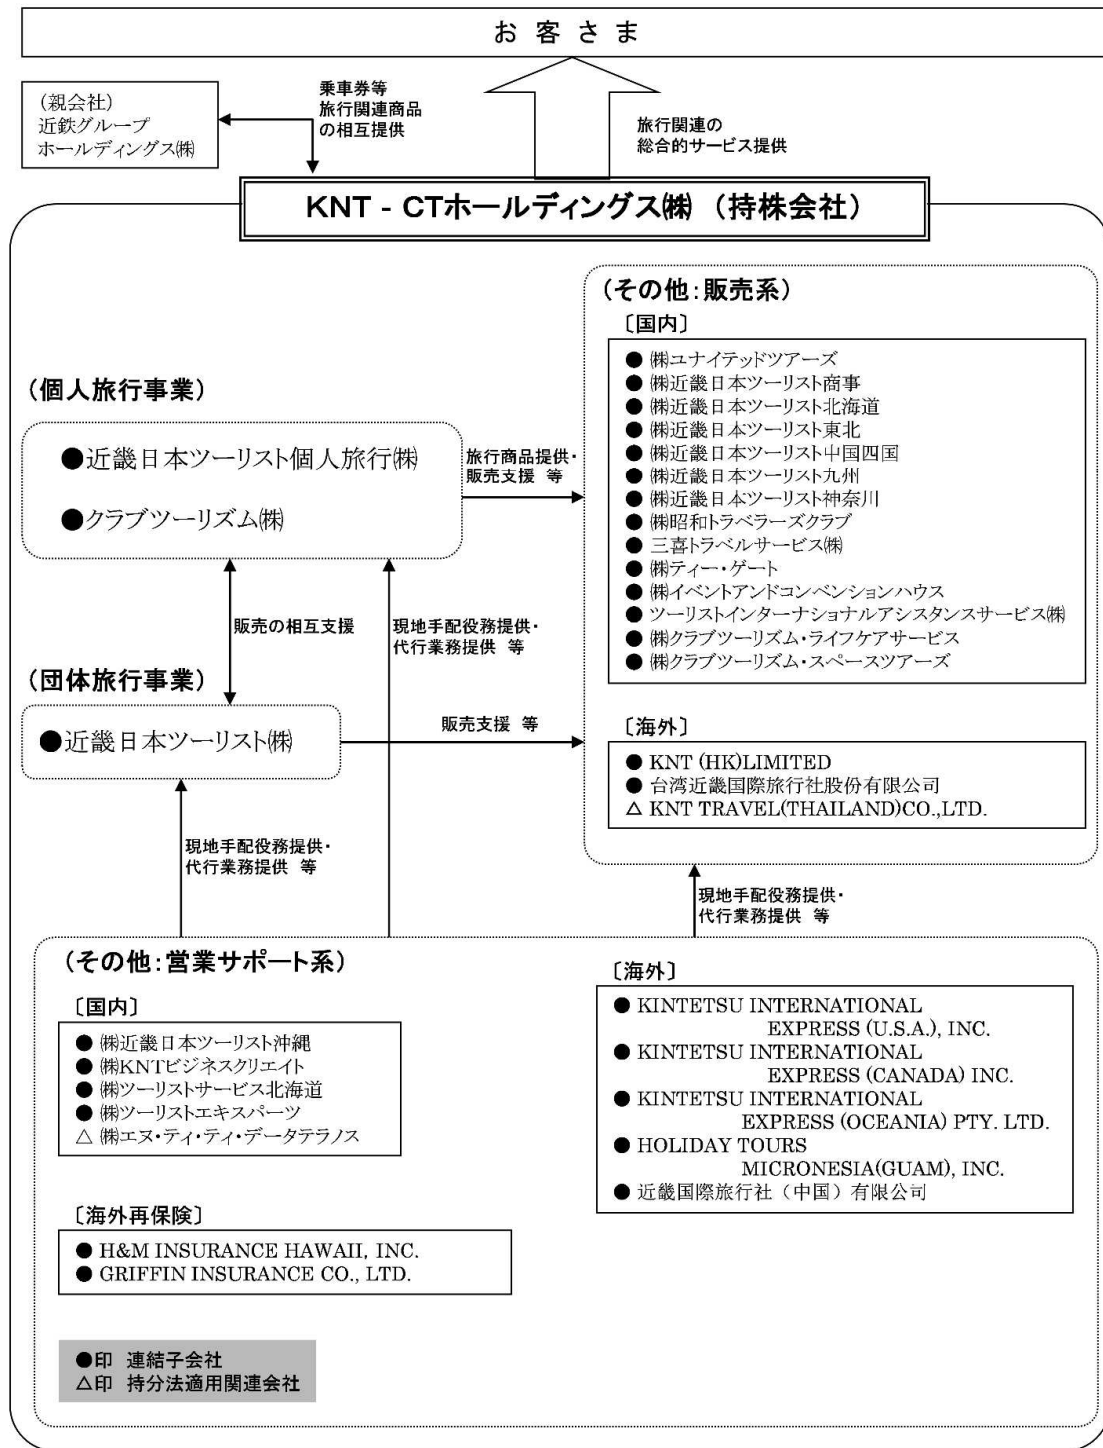 お 客 さ ま
(親会社)
近鉄グループ
ホールディングス㈱
乗車券等
旅行関連商品
の相互提供
旅行関連の
総合的サービス提供
KNT - CTホールディングス㈱ (持株会社)
(個人旅行事業)
●近畿日本ツーリスト個人旅行㈱
●クラブツーリズム㈱
旅行商品提供・
販売支援 等
販売の相互支援
現地手配役務提供・
代行業務提供 等
(団体旅行事業)
●近畿日本ツーリスト㈱
販売支援 等
現地手配役務提供・
代行業務提供 等
(その他:販売系)
〔国内〕
● ㈱ユナイテッドツアーズ
● ㈱近畿日本ツーリスト商事
● ㈱近畿日本ツーリスト北海道
● ㈱近畿日本ツーリスト東北
● ㈱近畿日本ツーリスト中国四国
● ㈱近畿日本ツーリスト九州
● ㈱近畿日本ツーリスト神奈川
● ㈱昭和トラベラーズクラブ
● 三喜トラベルサービス㈱
● ㈱ティー・ゲート
● ㈱イベントアンドコンベンションハウス
● ツーリストインターナショナルアシスタンスサービス㈱
● ㈱クラブツーリズム・ライフケアサービス
● ㈱クラブツーリズム・スペースツアーズ
〔海外〕
● KNT (HK)LIMITED
● 台湾近畿国際旅行社股份有限公司
△ KNT TRAVEL(THAILAND)CO.,LTD.
現地手配役務提供・
代行業務提供 等
(その他:営業サポート系)
〔国内〕
● ㈱近畿日本ツーリスト沖縄
● ㈱KNTビジネスクリエイト
● ㈱ツーリストサービス北海道
● ㈱ツーリストエキスパーツ
△ ㈱エヌ・ティ・ティ・データテラノス
〔海外再保険〕
● H&M INSURANCE HAWAII, INC.
● GRIFFIN INSURANCE CO., LTD.
〔海外〕
● KINTETSU INTERNATIONAL
EXPRESS (U.S.A.), INC.
● KINTETSU INTERNATIONAL
EXPRESS (CANADA) INC.
● KINTETSU INTERNATIONAL
EXPRESS (OCEANIA) PTY. LTD.
● HOLIDAY TOURS
MICRONESIA(GUAM), INC.
● 近畿国際旅行社(中国)有限公司
●印 連結子会社
△印 持分法適用関連会社